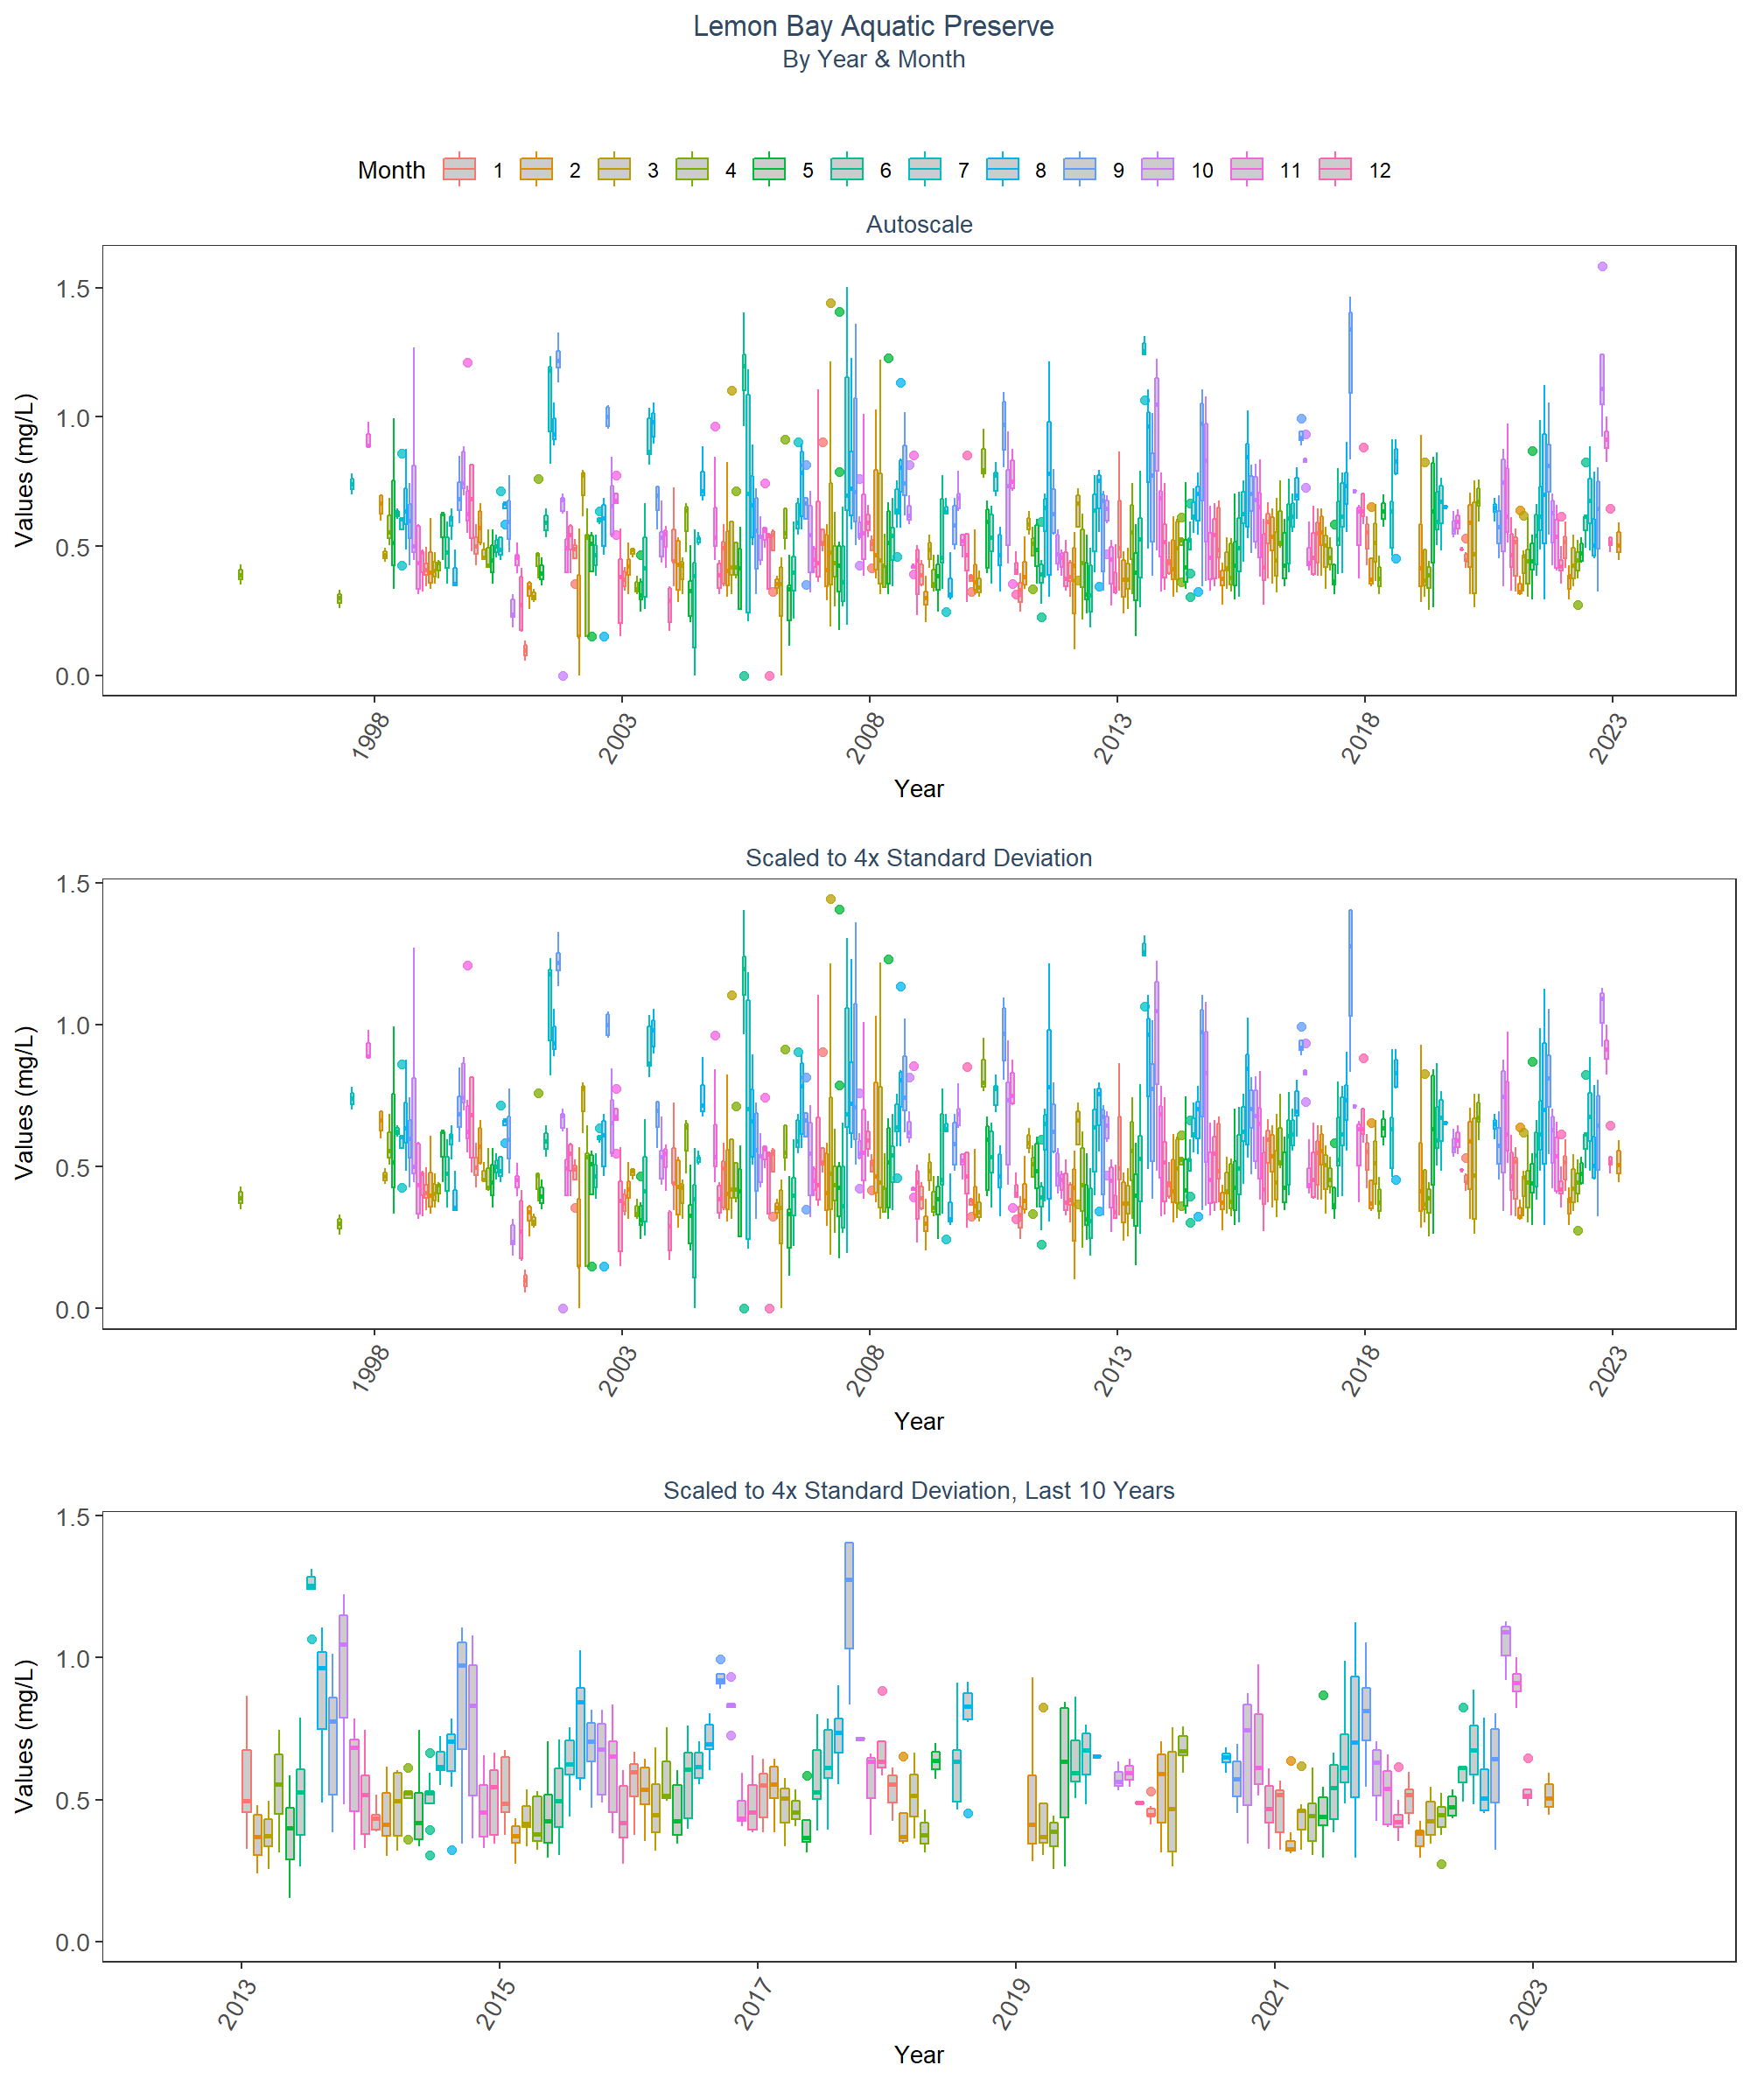 Lemon Bay Aquatic Preserve
By Year & Month
Month 1 2 3 4 5 6 7 8 9 10 11 12
Autoscale
Values (mg/L)
1.5
1.0
0.5
0.0
1998 2003 2008 2013 2018 2023
Year
Scaled to 4x Standard Deviation
Values (mg/L)
1.5
1.0
0.5
0.0
1998 2003 2008 2013 2018 2023
Year
Scaled to 4x Standard Deviation, Last 10 Years
Values (mg/L)
1.5
1.0
0.5
0.0
2013 2015 2017 2019 2021 2023
Year